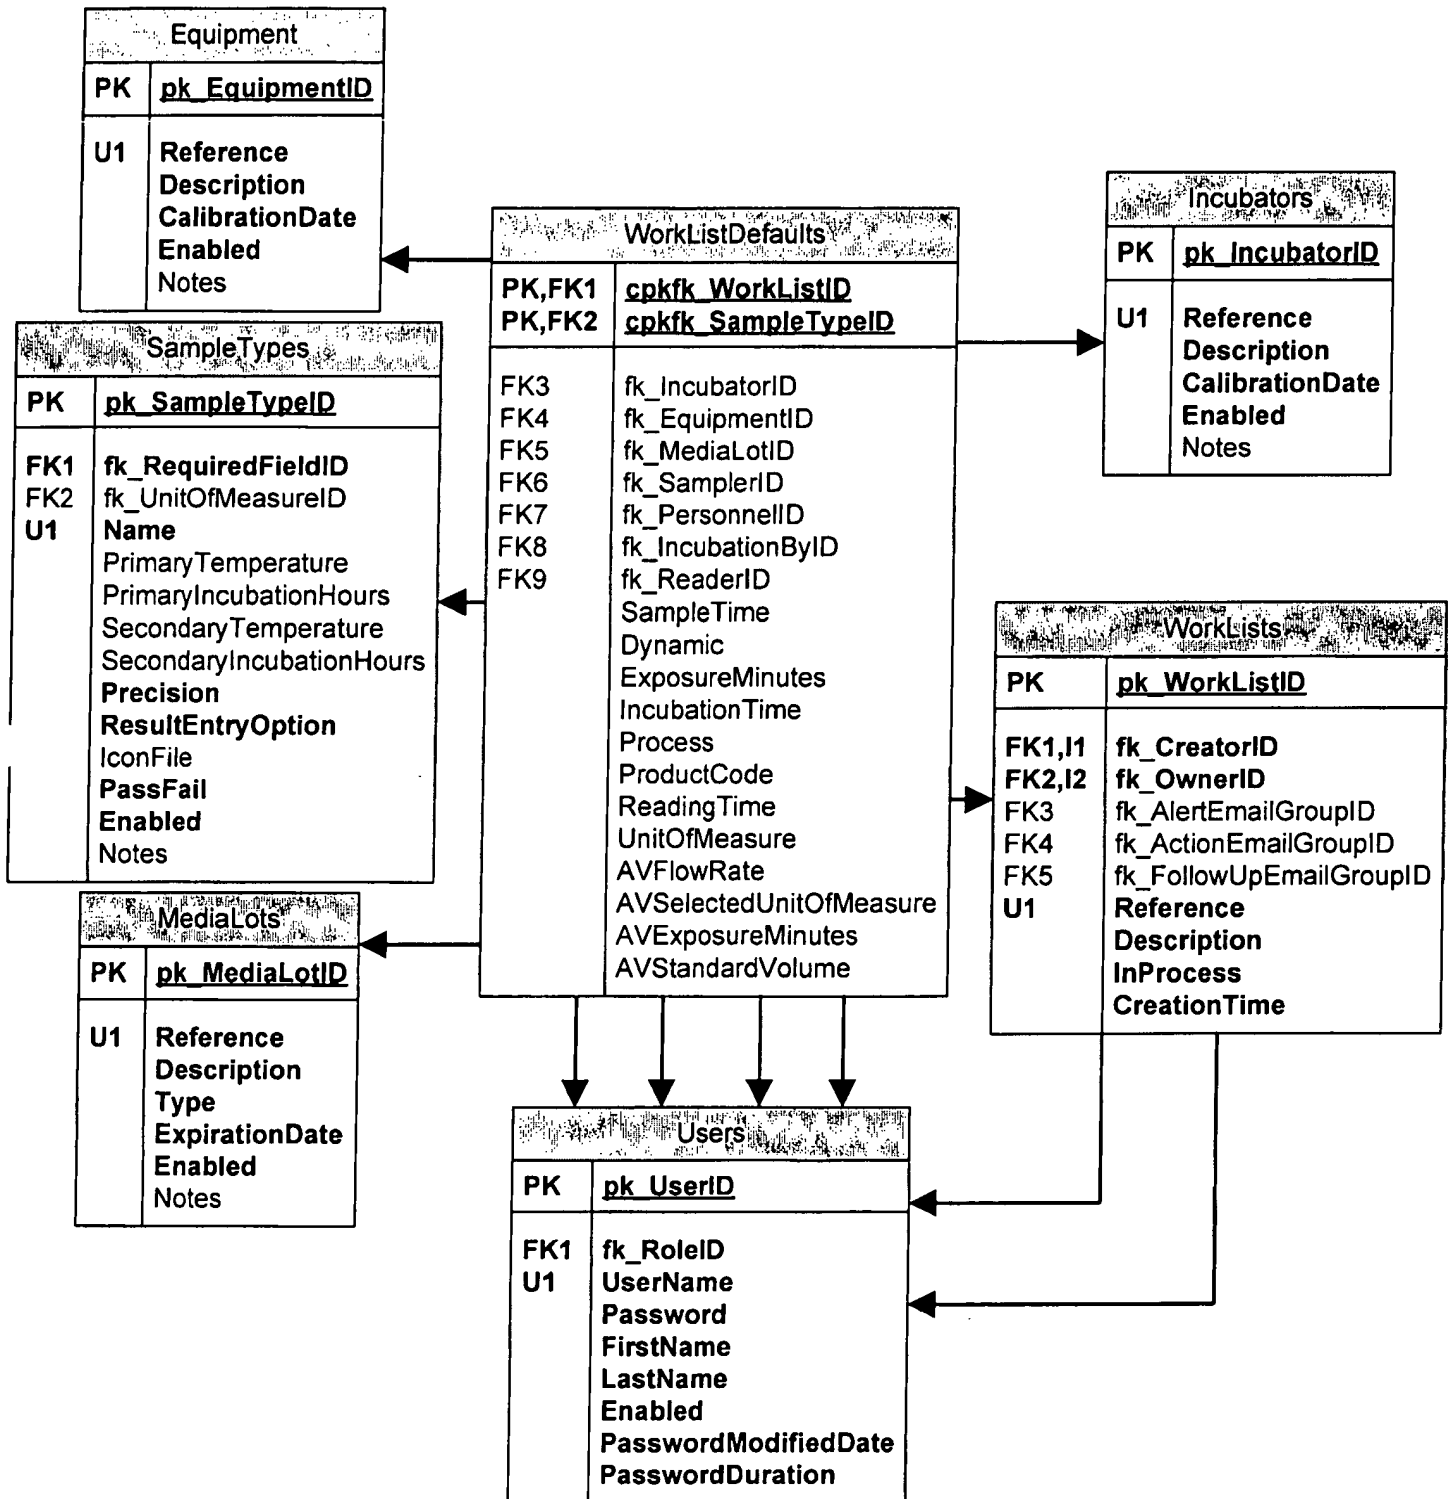 Equipment
PK pk_EquipmentID
U1 Reference
Description
CalibrationDate
Enabled
Notes
SampleTypes
PK pk_SampleTypeID
FK1 fk_RequiredFieldID
FK2 fk_UnitOfMeasureID
U1 Name
PrimaryTemperature
PrimaryIncubationHours
SecondaryTemperature
SecondaryIncubationHours
Precision
ResultEntryOption
IconFile
PassFail
Enabled
Notes
MediaLots
PK pk_MediaLotID
U1 Reference
Description
Type
ExpirationDate
Enabled
Notes
WorkListDefaults
PK,FK1 cpkfk_WorkListID
PK,FK2 cpkfk_SampleTypeID
FK3 fk_IncubatorID
FK4 fk_EquipmentID
FK5 fk_MediaLotID
FK6 fk_SamplerID
FK7 fk_PersonnelID
FK8 fk_IncubationByID
FK9 fk_ReaderID
SampleTime
Dynamic
ExposureMinutes
IncubationTime
Process
ProductCode
ReadingTime
UnitOfMeasure
AVFlowRate
AVSelectedUnitOfMeasure
AVExposureMinutes
AVStandardVolume
Incubators
PK pk_IncubatorID
U1 Reference
Description
CalibrationDate
Enabled
Notes
WorkLists
PK pk_WorkListID
FK1,I1 fk_CreatorID
FK2,I2 fk_OwnerID
FK3 fk_AlertEmailGroupID
FK4 fk_ActionEmailGroupID
FK5 fk_FollowUpEmailGroupID
U1 Reference
Description
InProcess
CreationTime
Users
PK pk_UserID
FK1 fk_RoleID
U1 UserName
Password
FirstName
LastName
Enabled
PasswordModifiedDate
PasswordDuration